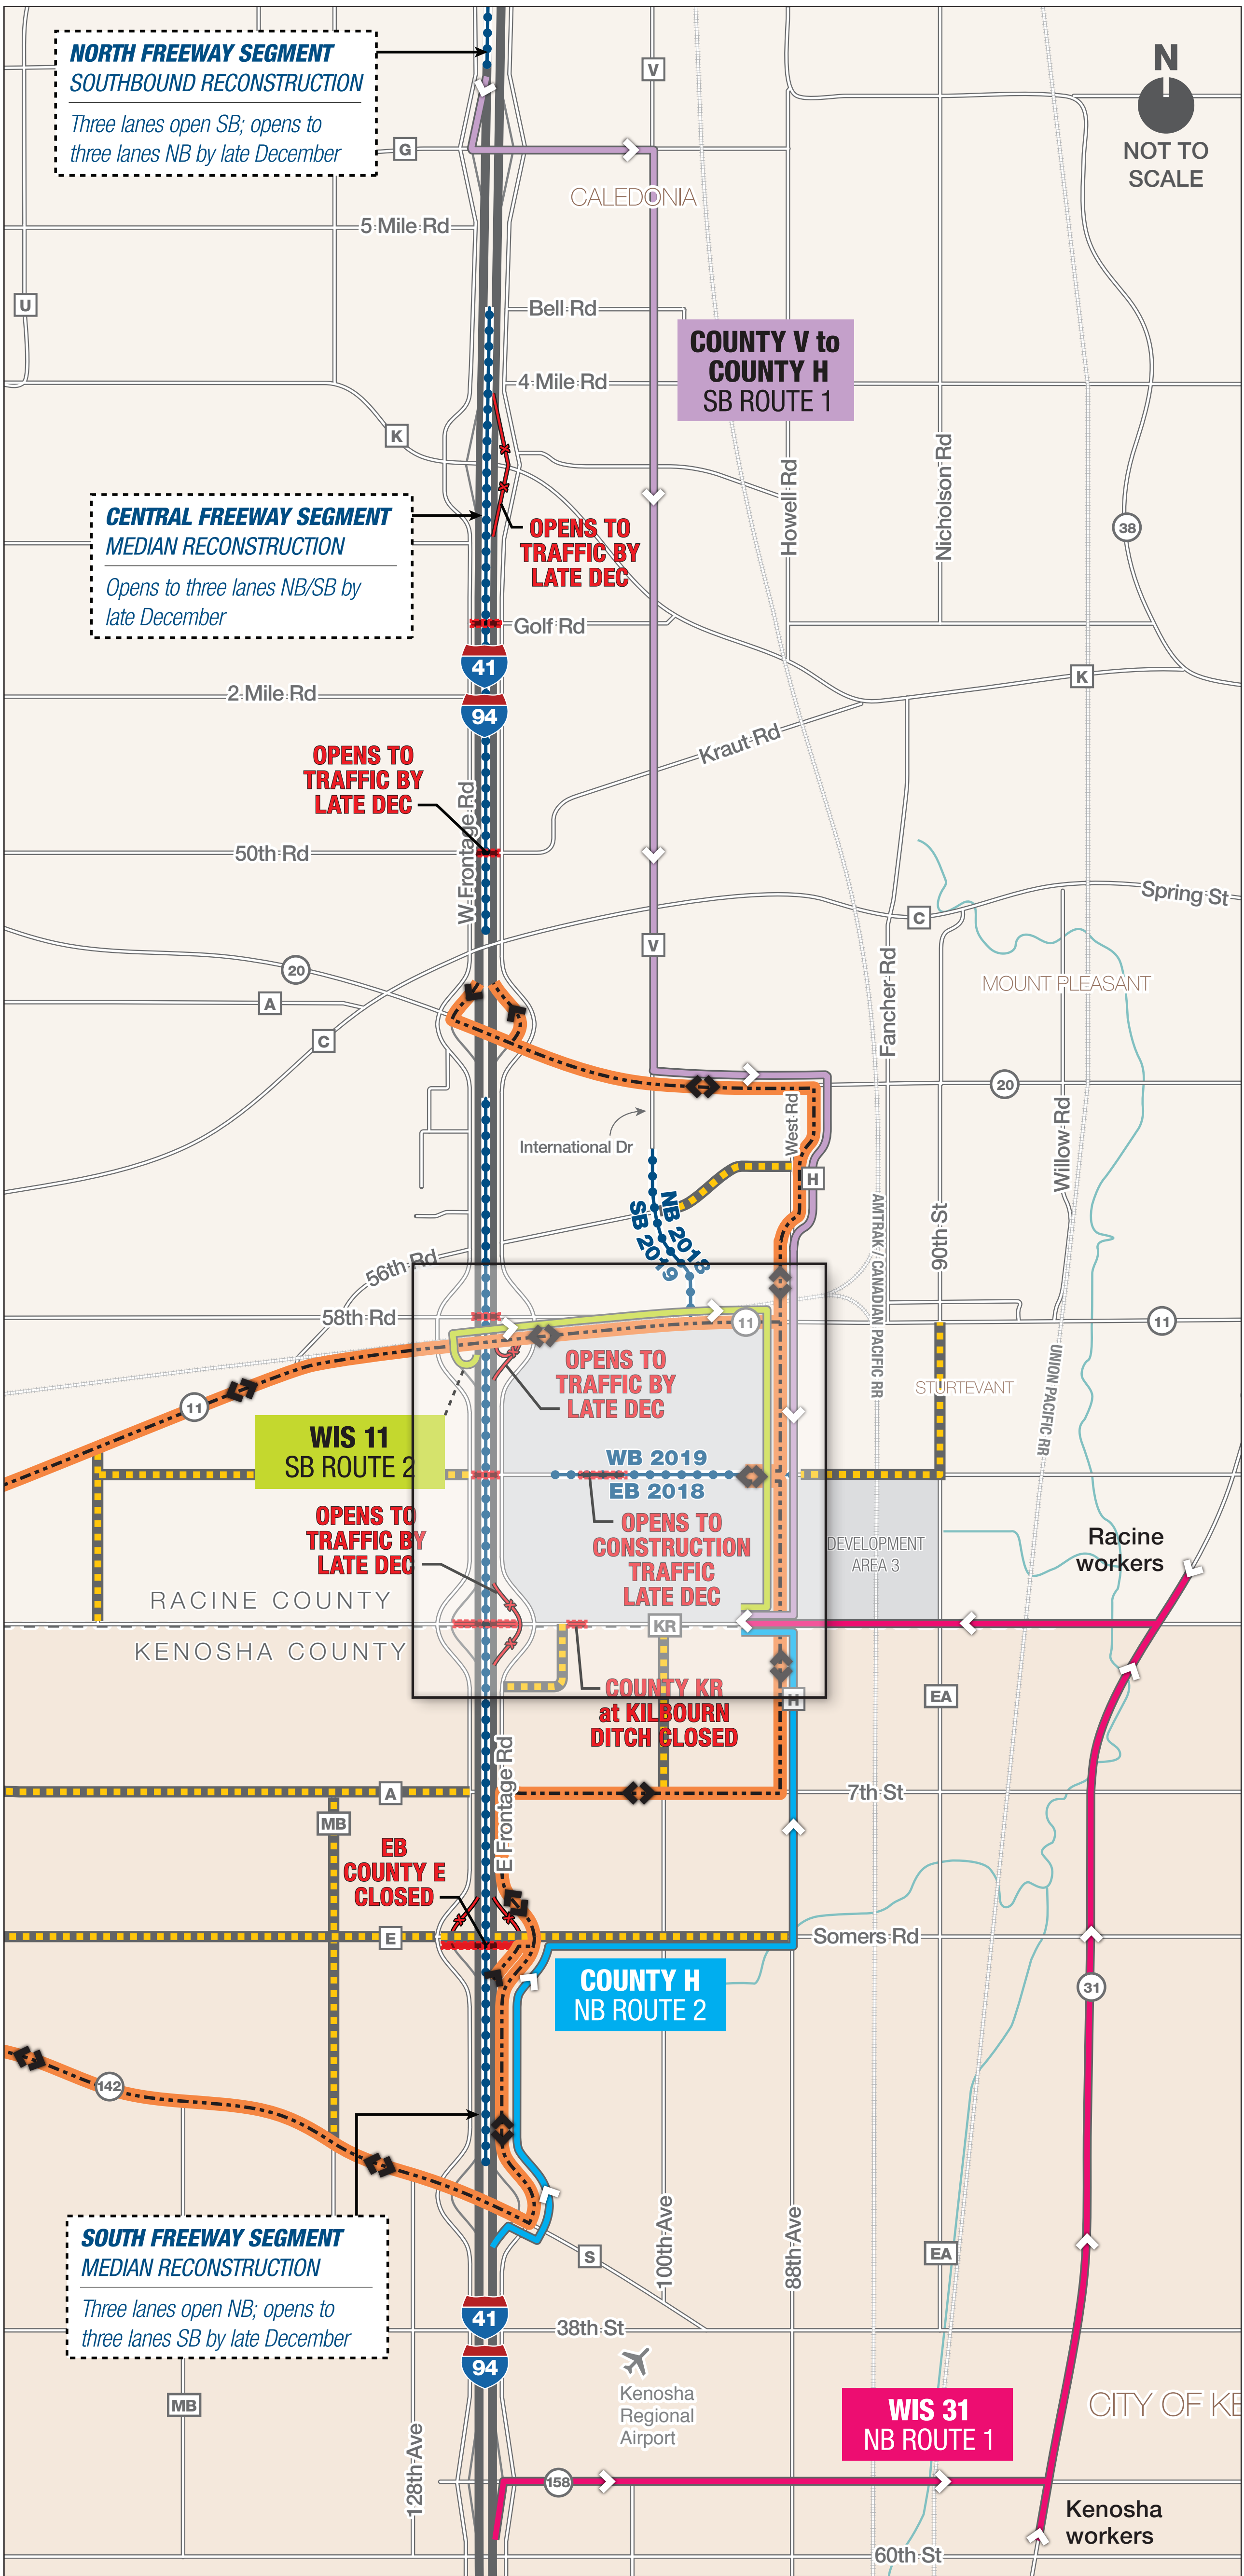 NORTH FREEWAY SEGMENT
SOUTHBOUND RECONSTRUCTION
Three lanes open SB; opens to
three lanes NB by late December
V
N
NOT TO
SCALE
G
CALEDONIA
5 Mile Rd
U
Bell Rd
COUNTY V to
COUNTY H
SB ROUTE 1
4 Mile Rd
K
Howell Rd
Nicholson Rd
38
CENTRAL FREEWAY SEGMENT
MEDIAN RECONSTRUCTION
Opens to three lanes NB/SB by
late December
OPENS TO
TRAFFIC BY
LATE DEC
Golf Rd
41
K
2 Mile Rd
94
Kraut Rd
OPENS TO
TRAFFIC BY
LATE DEC
W Frontage Rd
50th Rd
Spring St
C
V
20
MOUNT PLEASANT
A
Fancher Rd
C
20
West Rd
Willow Rd
International Dr
H
NB 2018
SB 2019
AMTRAK / CANADIAN PACIFIC RR
90th St
56th Rd
58th Rd
11
11
UNION PACIFIC RR
OPENS TO
TRAFFIC BY
LATE DEC
STURTEVANT
11
WIS 11
SB ROUTE 2
WB 2019
EB 2018
OPENS TO
TRAFFIC BY
LATE DEC
OPENS TO
CONSTRUCTION
TRAFFIC
LATE DEC
DEVELOPMENT
AREA 3
Racine
workers
RACINE COUNTY
KR
KENOSHA COUNTY
COUNTY KR
at KILBOURN
DITCH CLOSED
H
EA
E Frontage Rd
A
7th St
MB
EB
COUNTY E
CLOSED
E
Somers Rd
COUNTY H
NB ROUTE 2
31
142
SOUTH FREEWAY SEGMENT
MEDIAN RECONSTRUCTION
Three lanes open NB; opens to
three lanes SB by late December
S
100th Ave
88th Ave
EA
41
38th St
94
Kenosha
Regional
Airport
MB
WIS 31
NB ROUTE 1
CITY OF KE
128th Ave
158
Kenosha
workers
60th St